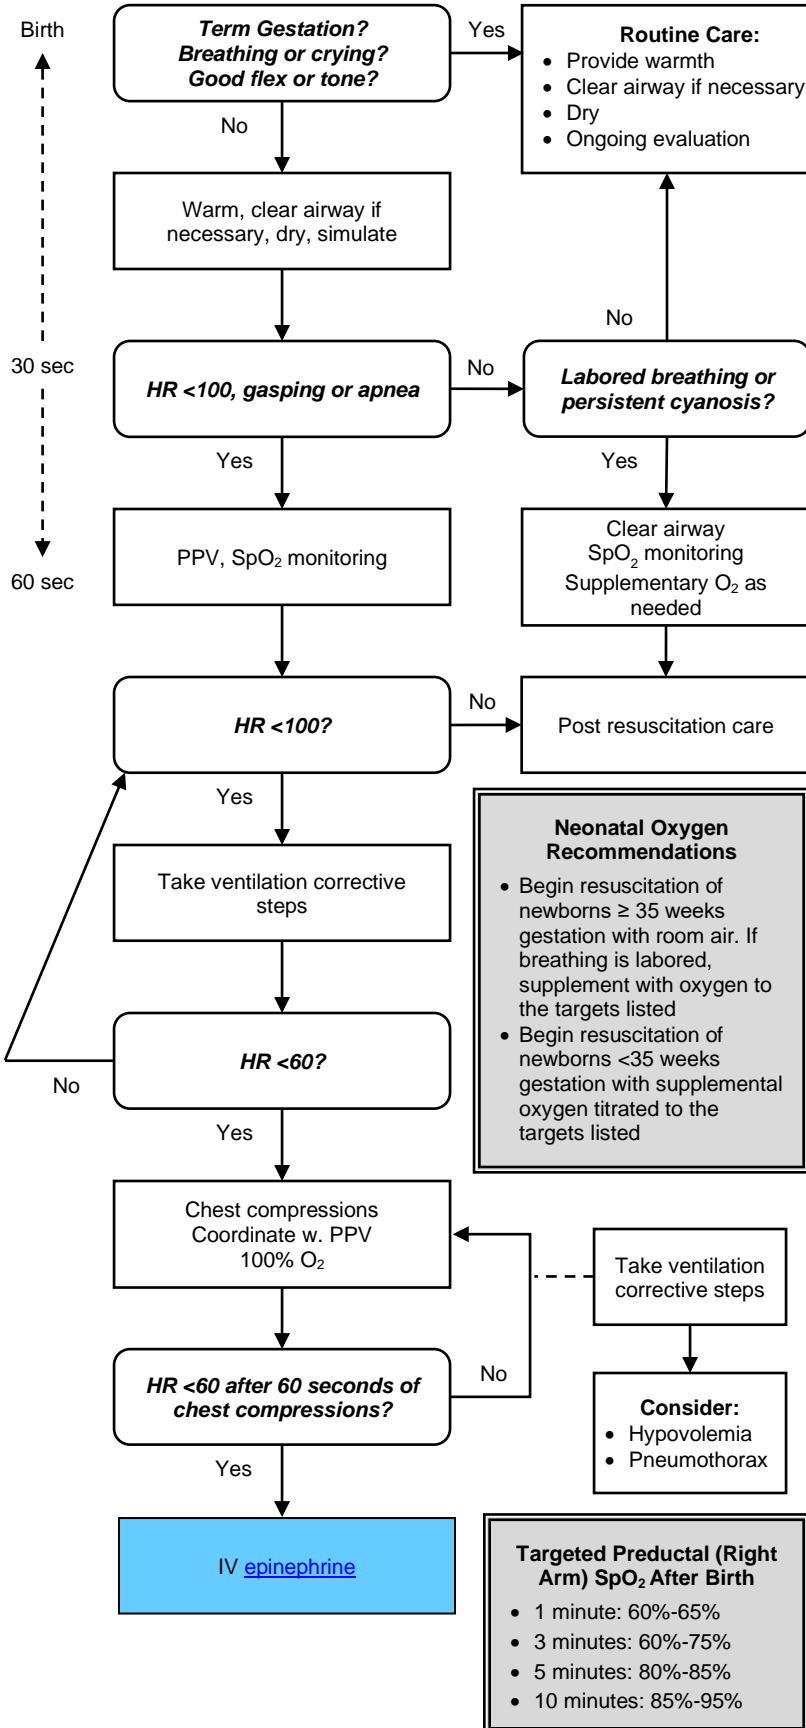 Birth
Term Gestation?
Breathing or crying?
Good flex or tone?
Yes
Routine Care:
• Provide warmth
• Clear airway if necessary
• Dry
• Ongoing evaluation
No
Warm, clear airway if
necessary, dry, simulate
No
30 sec
HR <100, gasping or apnea
No
Labored breathing or
persistent cyanosis?
Yes
Yes
60 sec
PPV, SpO₂ monitoring
Clear airway
SpO₂ monitoring
Supplementary O₂ as
needed
HR <100?
No
Post resuscitation care
Yes
Take ventilation corrective
steps
Neonatal Oxygen
Recommendations
• Begin resuscitation of
newborns ≥ 35 weeks
gestation with room air. If
breathing is labored,
supplement with oxygen to
the targets listed
• Begin resuscitation of
newborns <35 weeks
gestation with supplemental
oxygen titrated to the
targets listed
HR <60?
No
Yes
Chest compressions
Coordinate w. PPV
100% O₂
Take ventilation
corrective steps
HR <60 after 60 seconds of
chest compressions?
No
Consider:
• Hypovolemia
• Pneumothorax
Yes
IV epinephrine
Targeted Preductal (Right
Arm) SpO₂ After Birth
• 1 minute: 60%-65%
• 3 minutes: 60%-75%
• 5 minutes: 80%-85%
• 10 minutes: 85%-95%